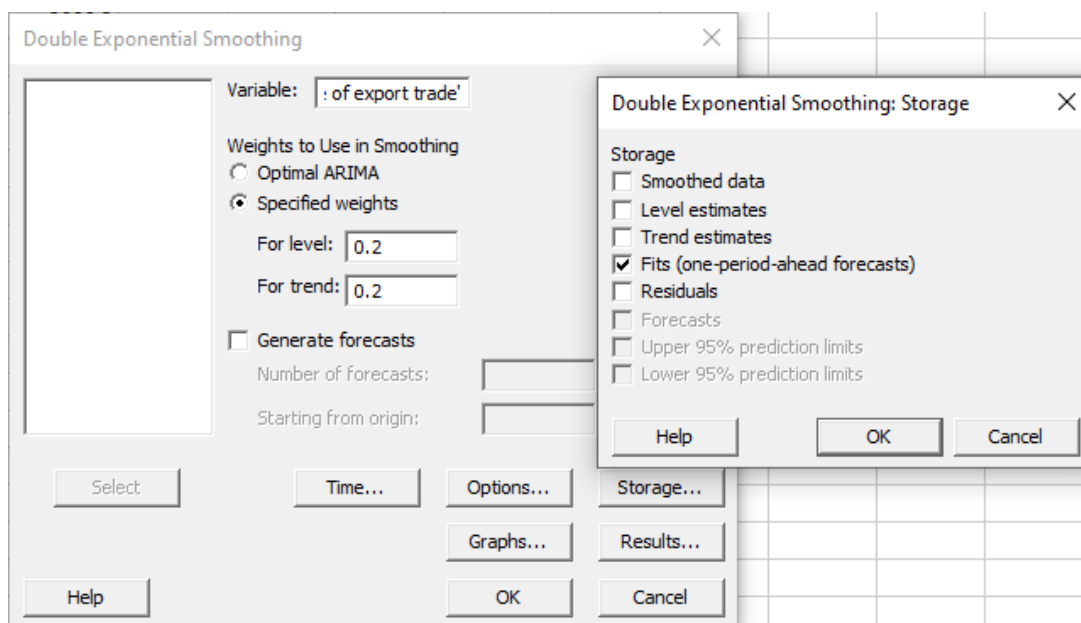 Double Exponential Smoothing
Variable: : of export trade'
Weights to Use in Smoothing
Optimal ARIMA
Specified weights
For level: 0.2
For trend: 0.2
Generate forecasts
Number of forecasts:
Starting from origin:
Select
Time...
Options...
Storage...
Graphs...
Results...
Help
OK
Cancel
Double Exponential Smoothing: Storage
Storage
Smoothed data
Level estimates
Trend estimates
Fits (one-period-ahead forecasts)
Residuals
Forecasts
Upper 95% prediction limits
Lower 95% prediction limits
Help
OK
Cancel